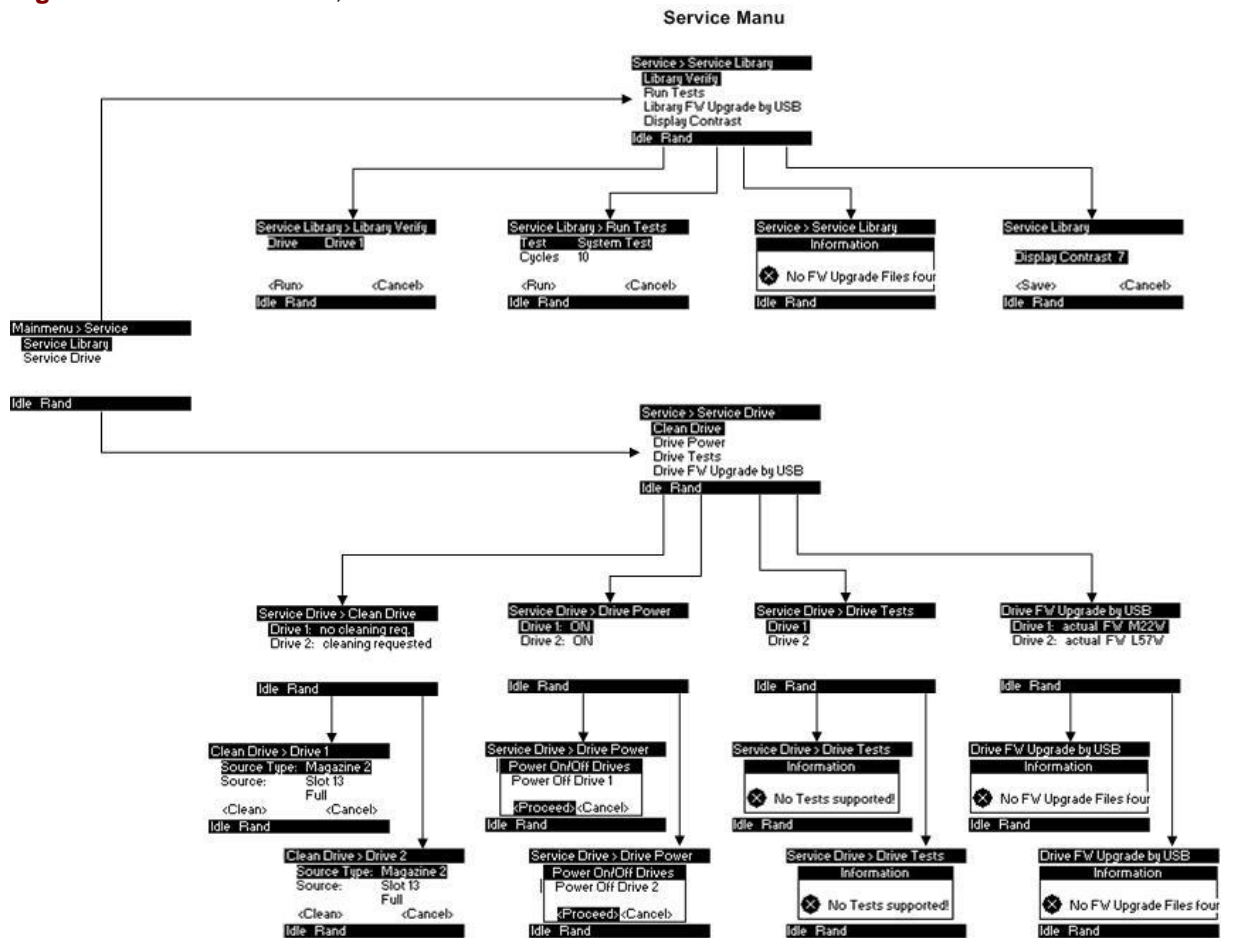 Service Manu
Service > Service Library
Library Verify
Run Tests
Library FW Upgrade by USB
Display Contrast
Idle Rand
Service Library > Library Verify
Drive Drive 1
<Run> <Cancel>
Idle Rand
Service Library > Run Tests
Test System Test
Cycles 10
<Run> <Cancel>
Idle Rand
Service > Service Library
Information
No FW Upgrade Files four
Idle Rand
Service Library
Display Contrast 7
<Save> <Cancel>
Idle Rand
Mainmenu > Service
Service Library
Service Drive
Idle Rand
Service > Service Drive
Clean Drive
Drive Power
Drive Tests
Drive FW Upgrade by USB
Idle Rand
Service Drive > Clean Drive
Drive 1: no cleaning req.
Drive 2: cleaning requested
Idle Rand
Service Drive > Drive Power
Drive 1: ON
Drive 2: ON
Idle Rand
Service Drive > Drive Tests
Drive 1
Drive 2
Idle Rand
Drive FW Upgrade by USB
Drive 1: actual FW M22W
Drive 2: actual FW L57W
Idle Rand
Clean Drive > Drive 1
Source Type: Magazine 2
Source: Slot 13
Full
<Clean> <Cancel>
Idle Rand
Service Drive > Drive Power
Power On/Off Drives
Power Off Drive 1
<Proceed> <Cancel>
Idle Rand
Service Drive > Drive Tests
Information
No Tests supported!
Idle Rand
Drive FW Upgrade by USB
Information
No FW Upgrade Files four
Idle Rand
Clean Drive > Drive 2
Source Type: Magazine 2
Source: Slot 13
Full
<Clean> <Cancel>
Idle Rand
Service Drive > Drive Power
Power On/Off Drives
Power Off Drive 2
<Proceed> <Cancel>
Idle Rand
Service Drive > Drive Tests
Information
No Tests supported!
Idle Rand
Drive FW Upgrade by USB
Information
No FW Upgrade Files four
Idle Rand